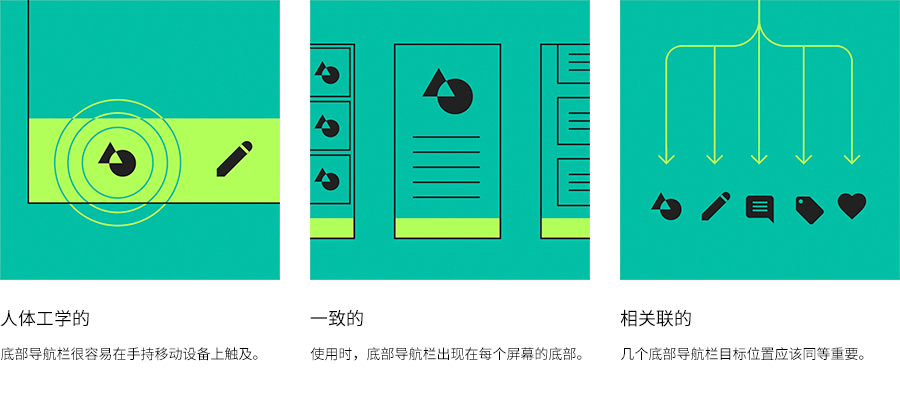 人体工学的
底部导航栏很容易在手持移动设备上触及。
一致的
使用时，底部导航栏出现在每个屏幕的底部。
相关联的
几个底部导航栏目标位置应该同等重要。